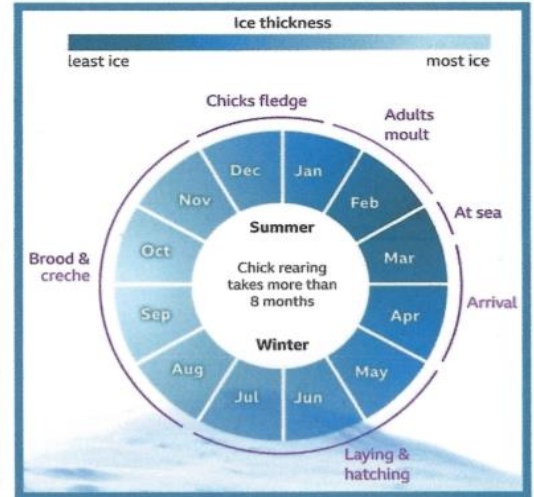 Ice thickness
least ice
most ice
Chicks fledge
Adults
moult
At sea
Arrival
Laying &
hatching
Brood &
creche
Jan
Feb
Mar
Apr
May
Jun
Jul
Aug
Sep
Oct
Nov
Dec
Summer
Chick rearing
takes more than
8 months
Winter